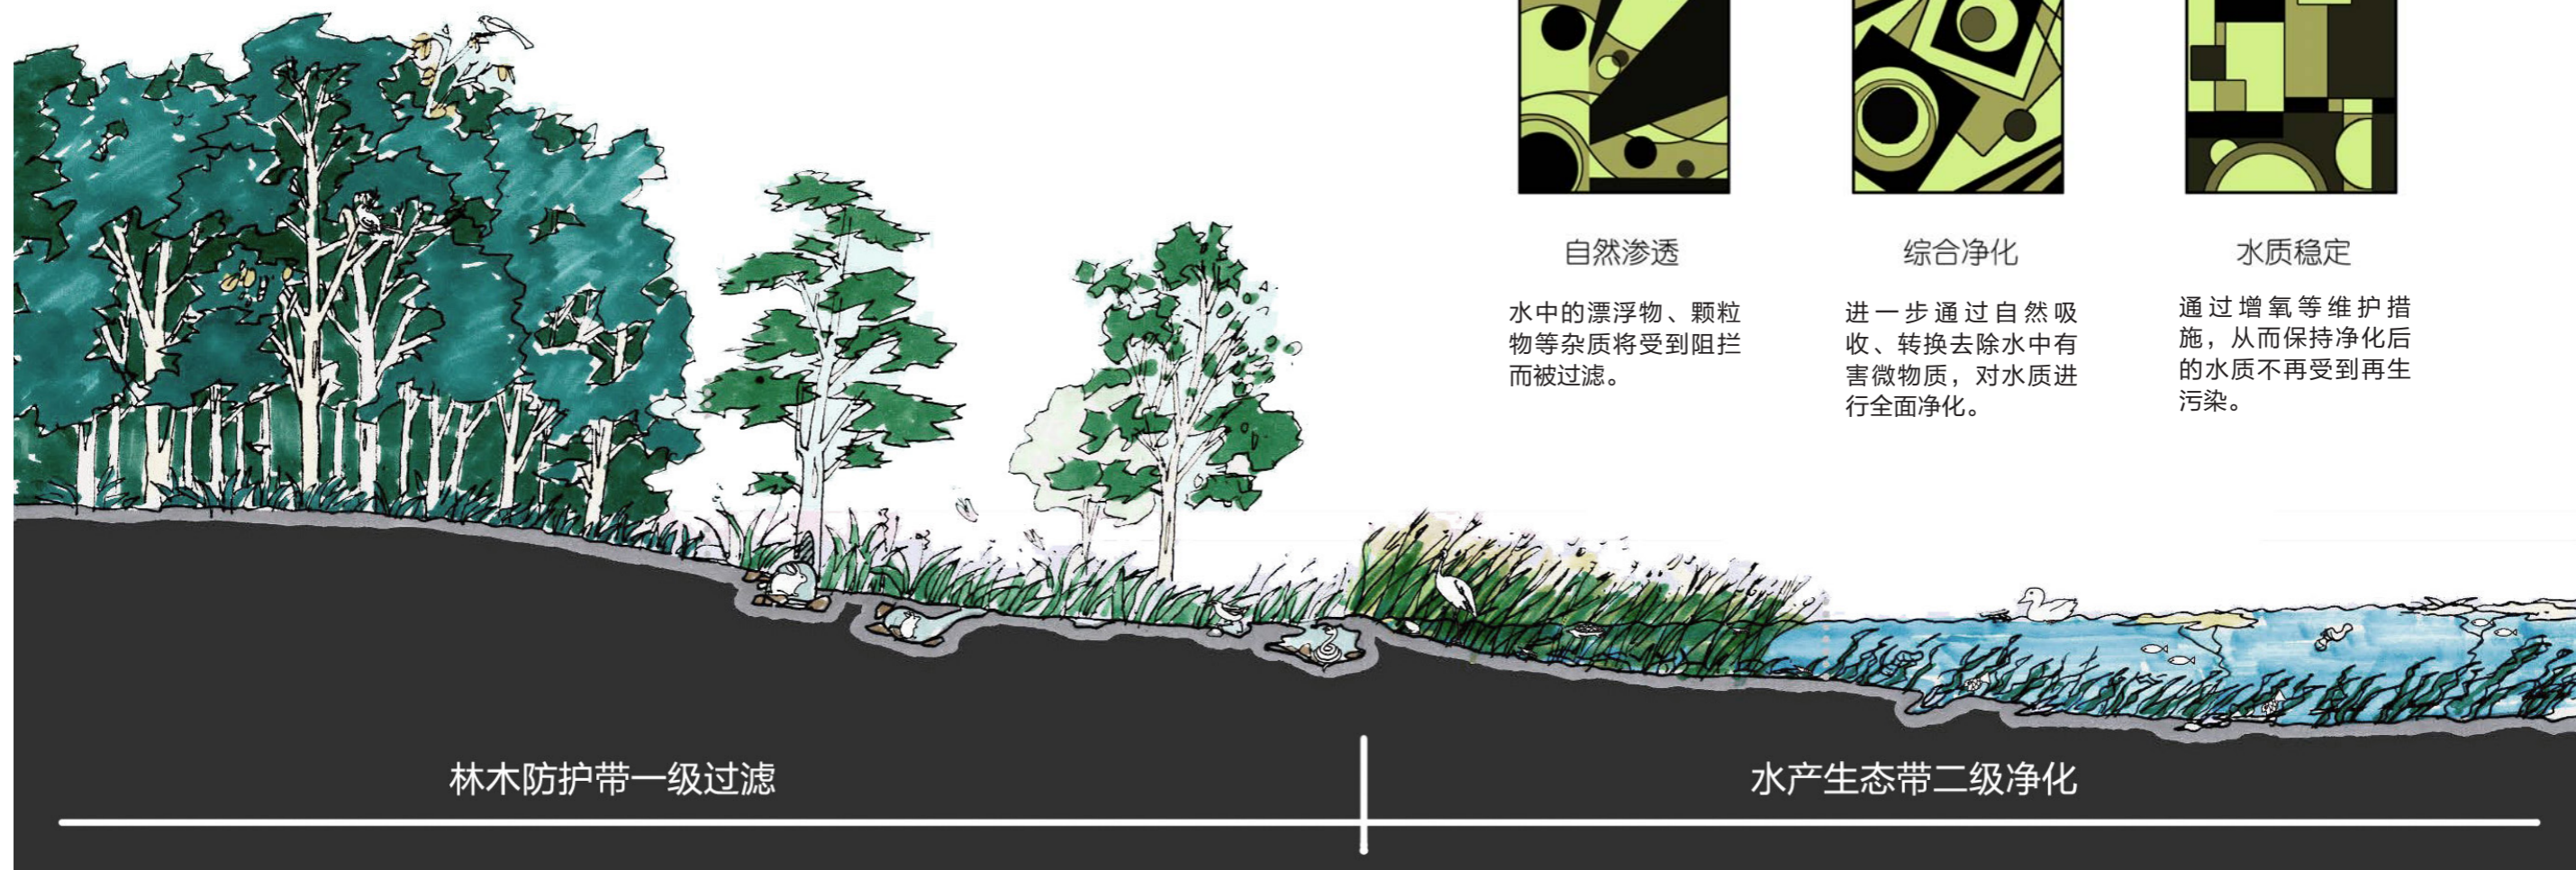 自然渗透
水中的漂浮物、颗粒
物等杂质将受到阻拦
而被过滤。
综合净化
进一步通过自然吸
收、转换去除水中有
害微物质，对水质进
行全面净化。
水质稳定
通过增氧等维护措
施，从而保持净化后
的水质不再受到再生
污染。
林木防护带一级过滤
水产生态带二级净化